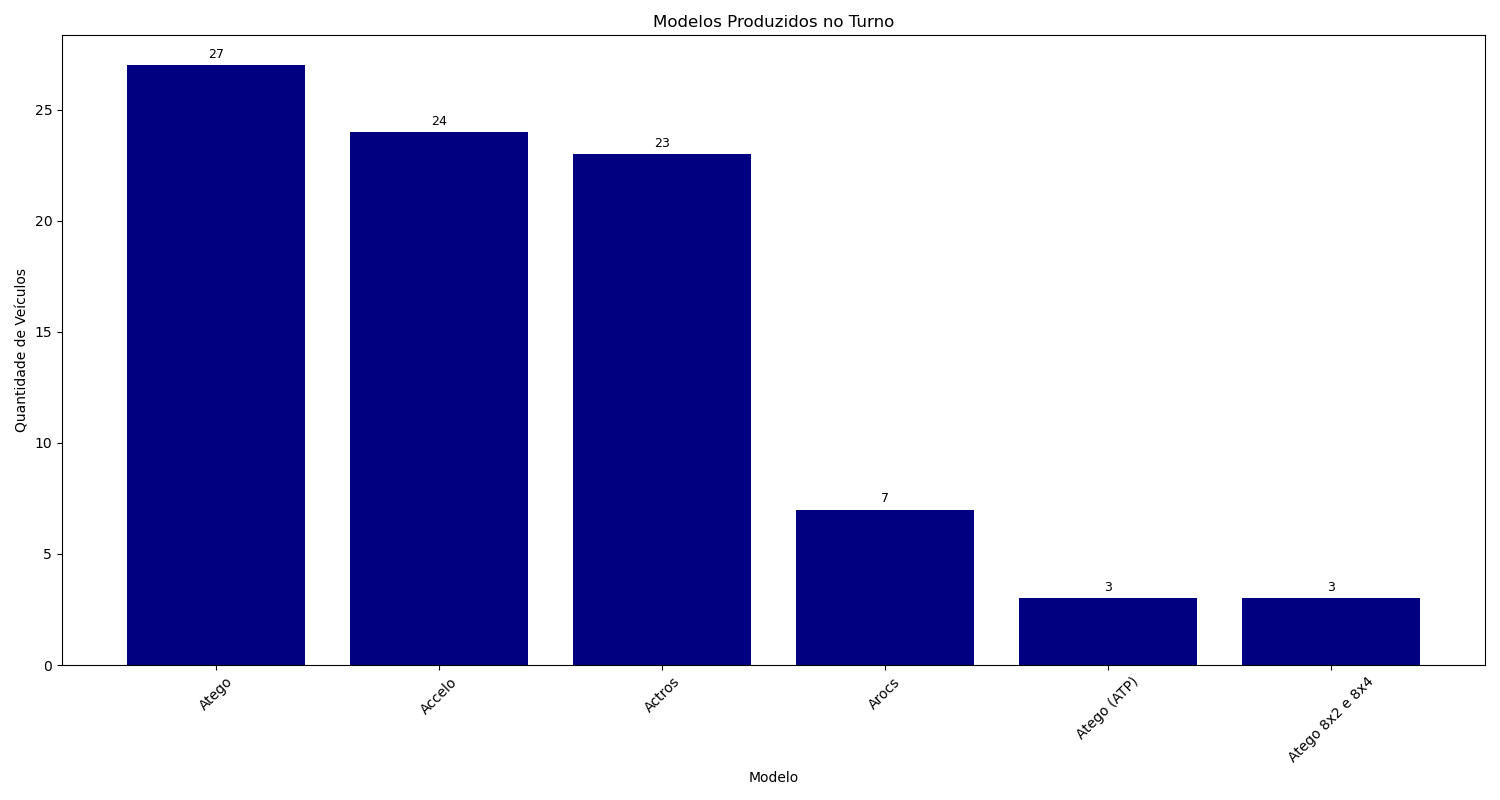 Modelos Produzidos no Turno
27
24
23
7
3
3
25
20
15
10
5
0
Quantidade de Veículos
Atego
Accelo
Actros
Arocs
Atego (ATP)
Atego 8x2 e 8x4
Modelo